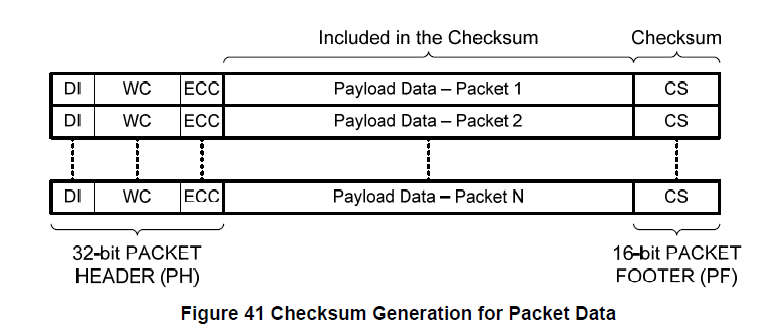 Included in the Checksum Checksum
DI WC ECC Payload Data – Packet 1 CS
DI WC ECC Payload Data – Packet 2 CS
DI WC ECC Payload Data – Packet N CS
32-bit PACKET 16-bit PACKET
HEADER (PH) FOOTER (PF)
Figure 41 Checksum Generation for Packet Data